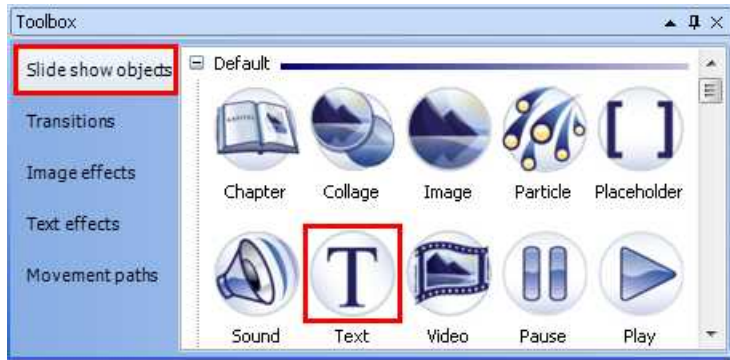 Toolbox
Slide show objects
Transitions
Image effects
Text effects
Movement paths
Default
Chapter Collage Image Particle Placeholder
Sound Text Video Pause Play